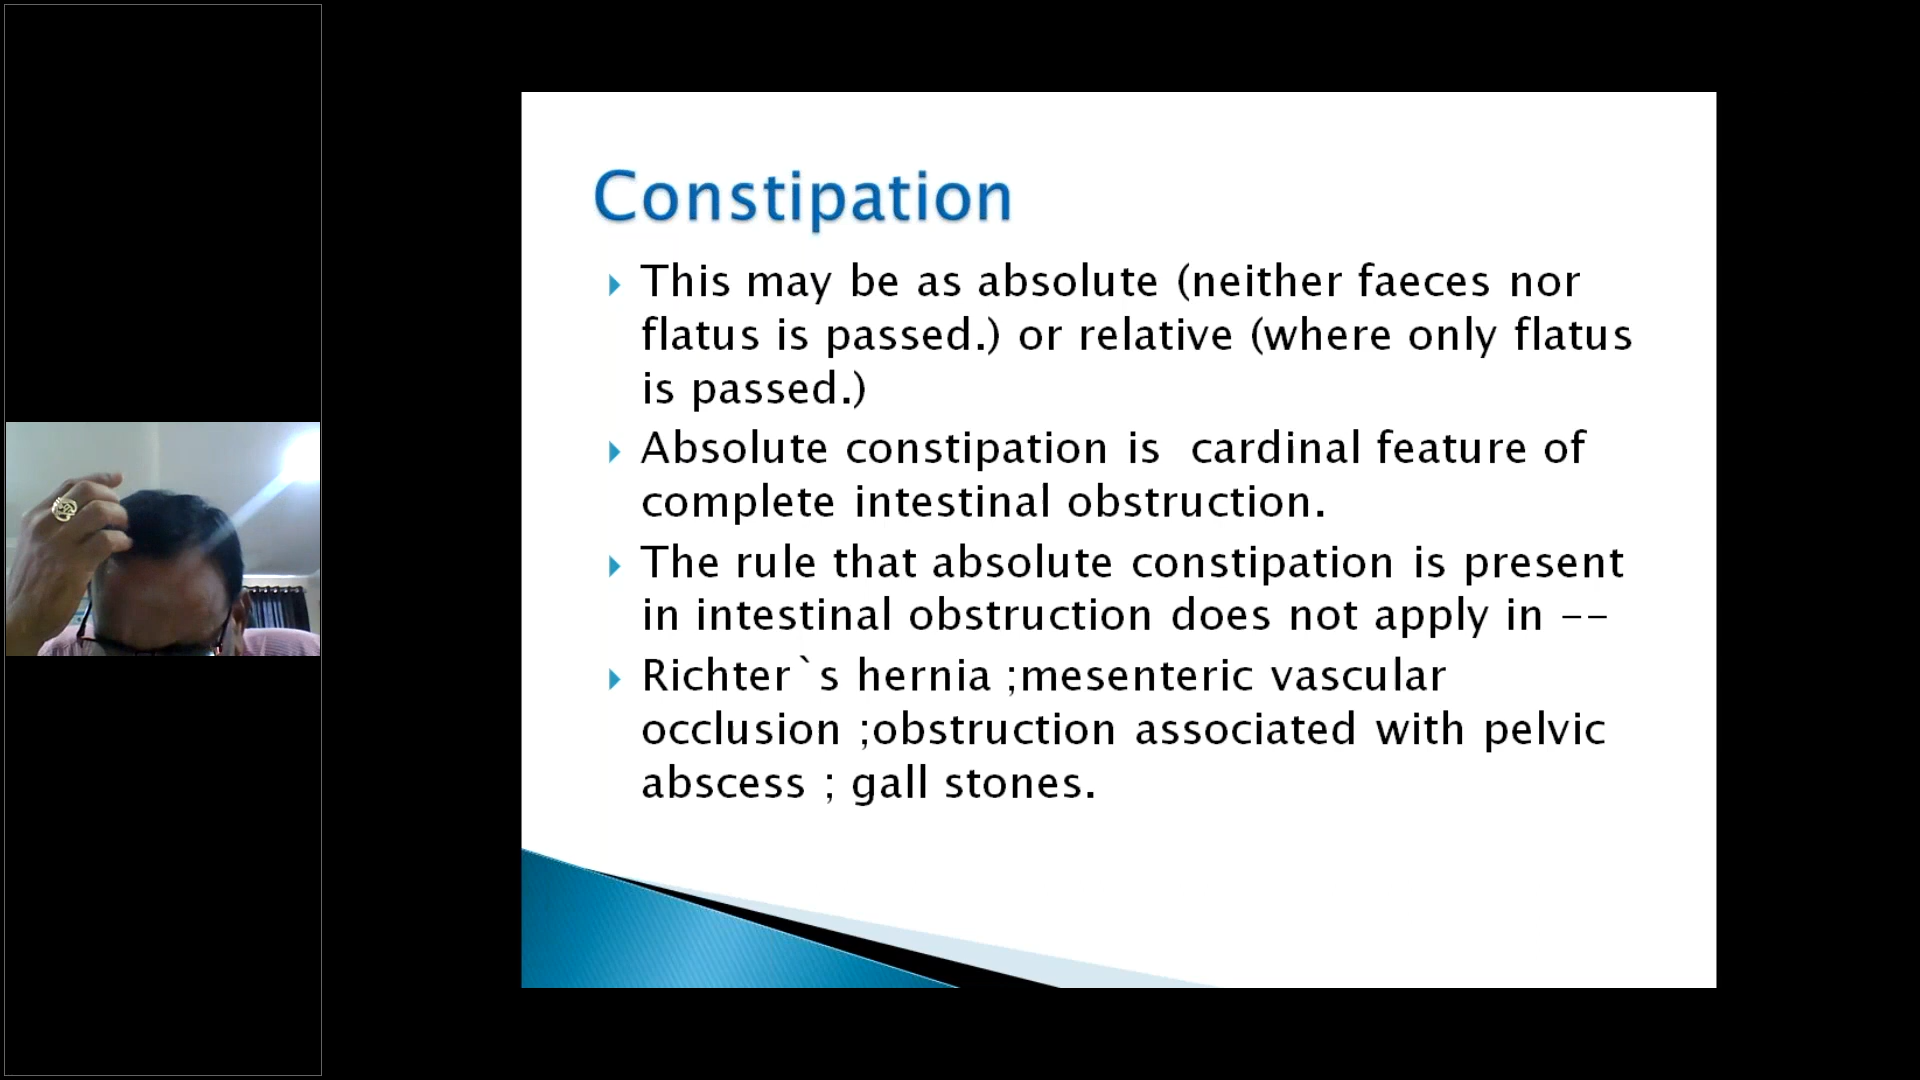 Constipation
This may be as absolute (neither faeces nor
flatus is passed.) or relative (where only flatus
is passed.)
Absolute constipation is  cardinal feature of
complete intestinal obstruction.
The rule that absolute constipation is present
in intestinal obstruction does not apply in --
Richter`s hernia ;mesenteric vascular
occlusion ;obstruction associated with pelvic
abscess ; gall stones.